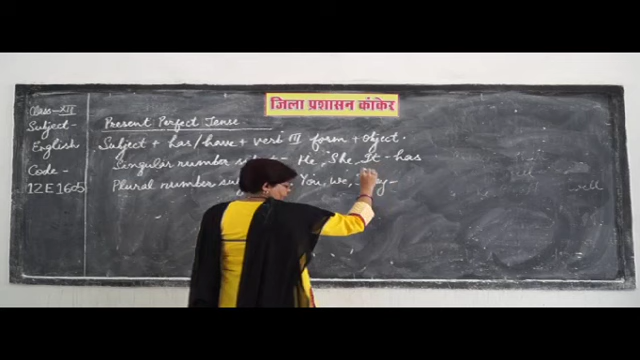 जिला प्रशासन कांकेर
Class - XII
Subject -
English
Code -
12E1605
Present Perfect Tense
Subject + has/have + verb III form + object.
Singular number He, She, It - has
Plural number You, we, -